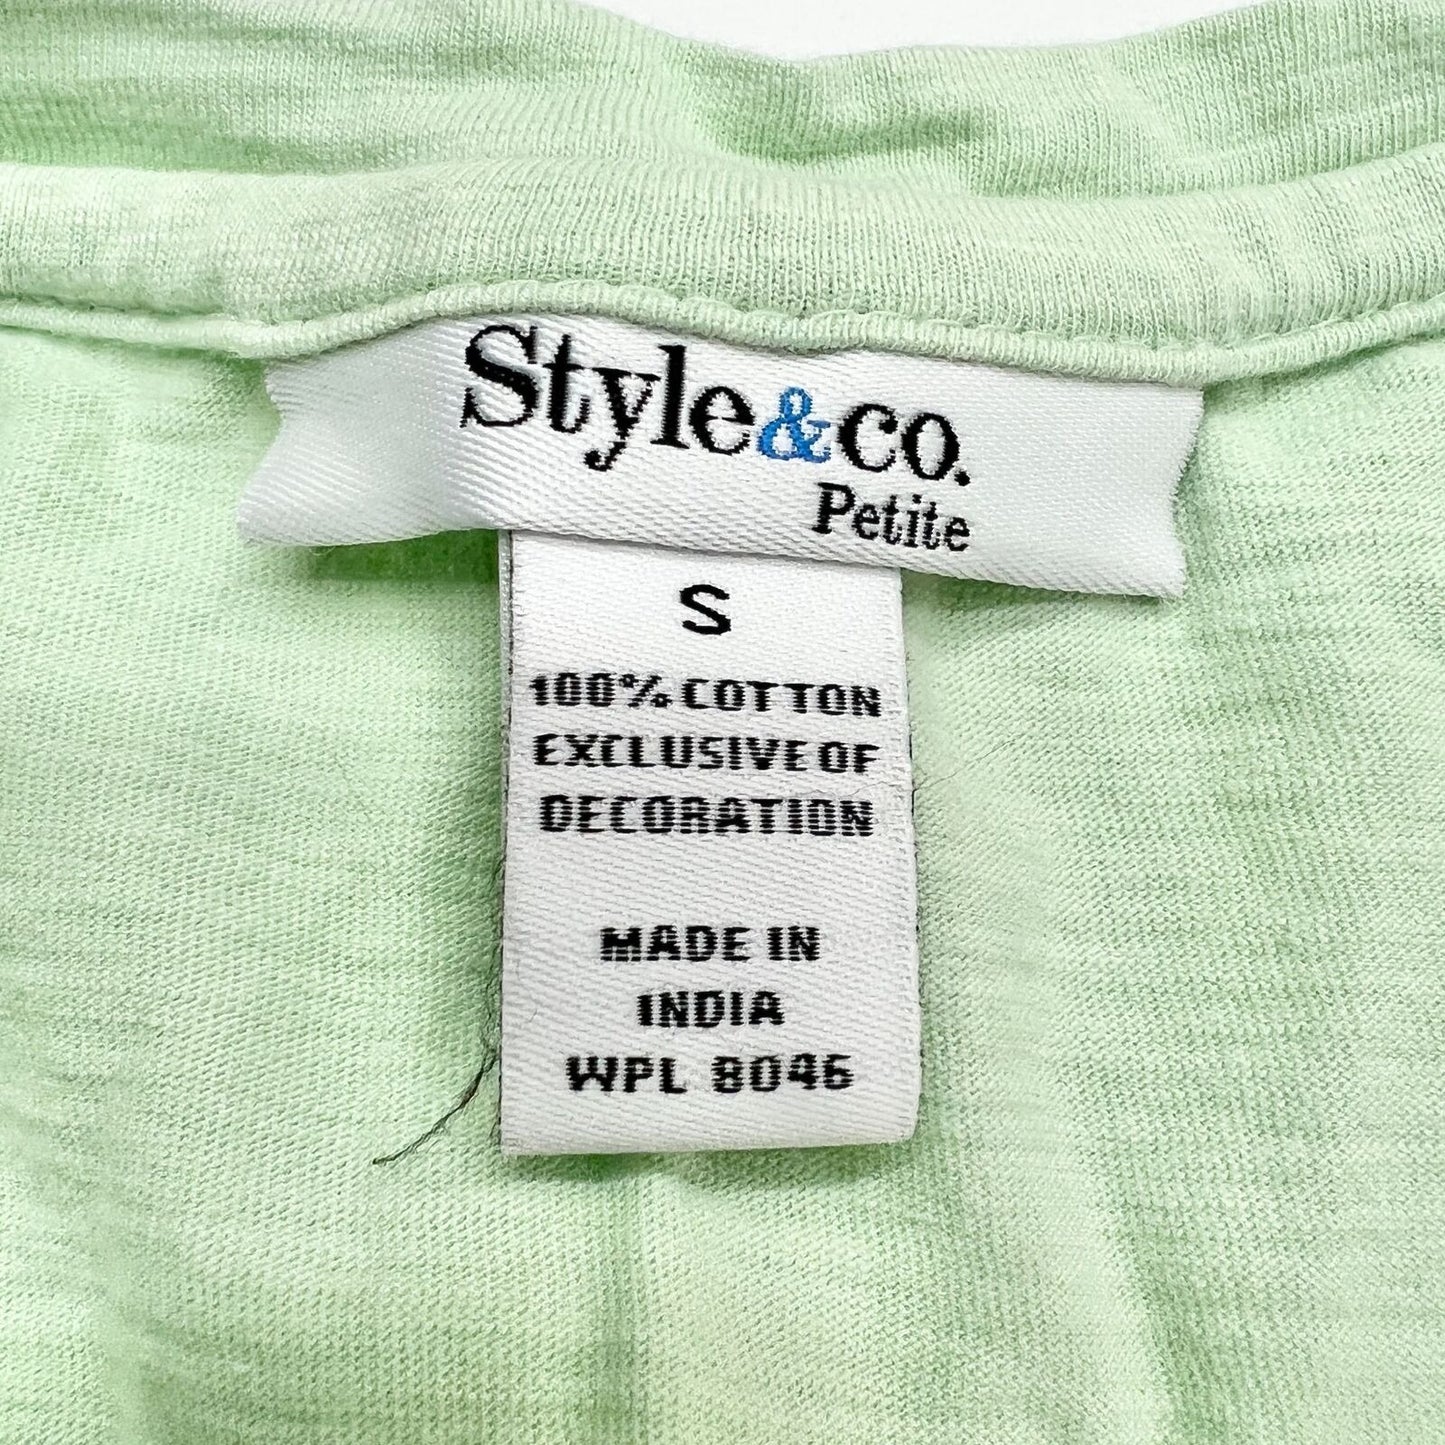 Style&co.
Petite
S
100% COTTON
EXCLUSIVE OF
DECORATION
MADE IN
INDIA
WPL 8046